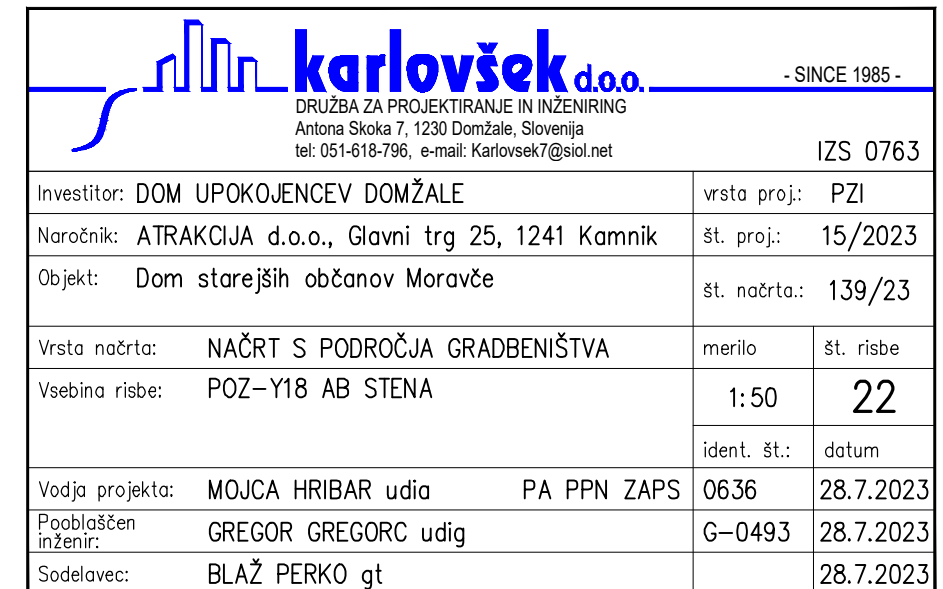 karlovšek d.o.o.
- SINCE 1985 -
DRUŽBA ZA PROJEKTIRANJE IN INŽENIRING
Antona Skoka 7, 1230 Domžale, Slovenija
tel: 051-618-796, e-mail: Karlovsek7@siol.net
IZS 0763
Investitor: DOM UPOKOJENCEV DOMŽALE vrsta proj.: PZI
Naročnik: ATRAKCIJA d.o.o., Glavni trg 25, 1241 Kamnik št. proj.: 15/2023
Objekt: Dom starejših občanov Moravče št. načrta.: 139/23
Vrsta načrta: NAČRT S PODROČJA GRADBENIŠTVA merilo št. risbe
Vsebina risbe: POZ-Y18 AB STENA 1:50 22
ident. št.: datum
Vodja projekta: MOJCA HRIBAR udia PA PPN ZAPS 0636 28.7.2023
Pooblaščen
inženir: GREGOR GREGORC udig G-0493 28.7.2023
Sodelavec: BLAŽ PERKO gt 28.7.2023